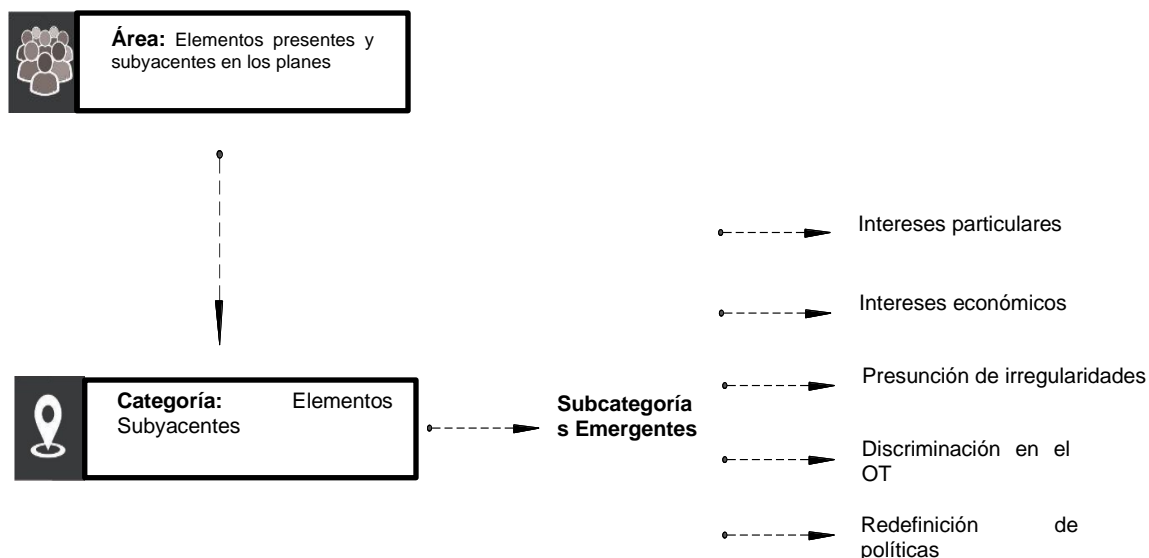 Área: Elementos presentes y
subyacentes en los planes
Intereses particulares
Intereses económicos
Categoría: Elementos
Subyacentes
Subcategoría
s Emergentes
Presunción de irregularidades
Discriminación en el
OT
Redefinición de
políticas